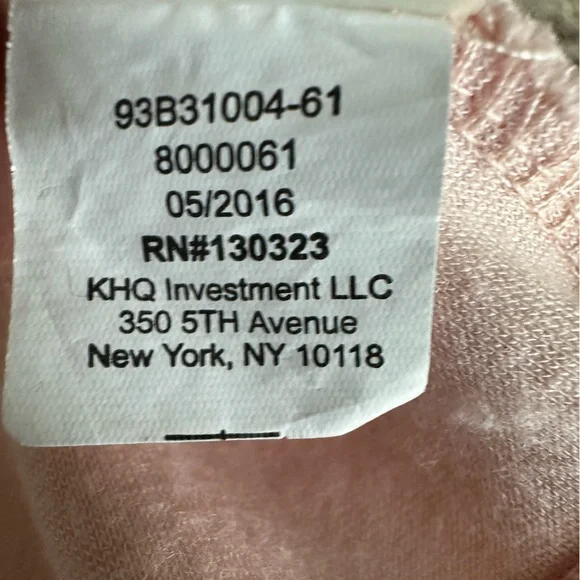 93B31004-61
8000061
05/2016
RN#130323
KHQ Investment LLC
350 5TH Avenue
New York, NY 10118